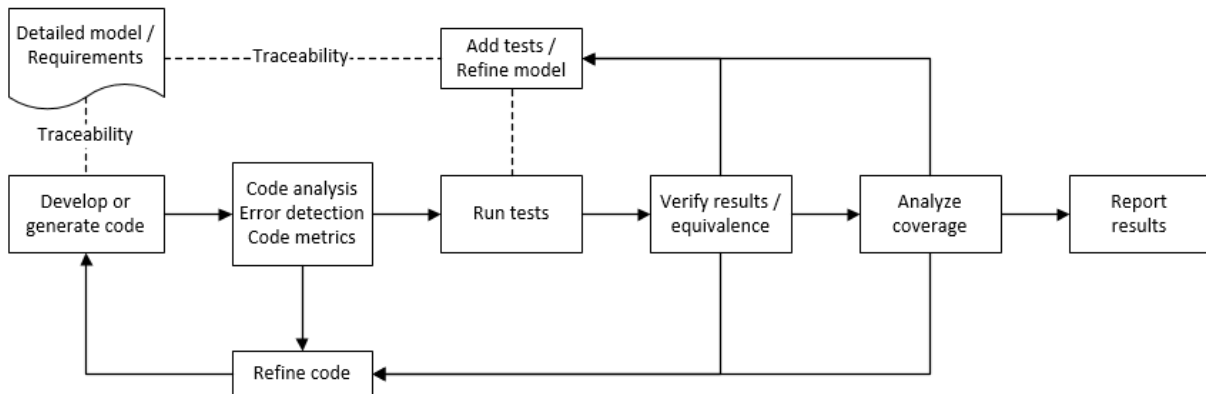 Detailed model /
Requirements
Traceability
Add tests /
Refine model
Traceability
Develop or
generate code
Code analysis
Error detection
Code metrics
Run tests
Verify results /
equivalence
Analyze
coverage
Report
results
Refine code